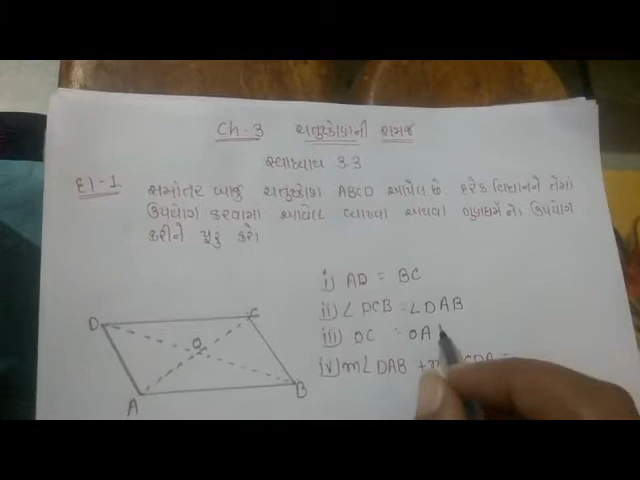 Ch-3 ચતુષ્કોણની સમજ
સ્વાધ્યાય 3.3
દા-1 સમાંતર બાજુ ચતુષ્કોણ ABCD આપેલ છે દરેક વિધાનને તેમાં
ઉપયોગ કરવામાં આવેલ વ્યાખ્યા અથવા ગુણધર્મ નો ઉપયોગ
કરીને પૂરું કરો
i) AD = BC
ii) ∠DCB = ∠DAB
iii) OC = OA
iv) m∠DAB + m CDA =
D C
O
A B